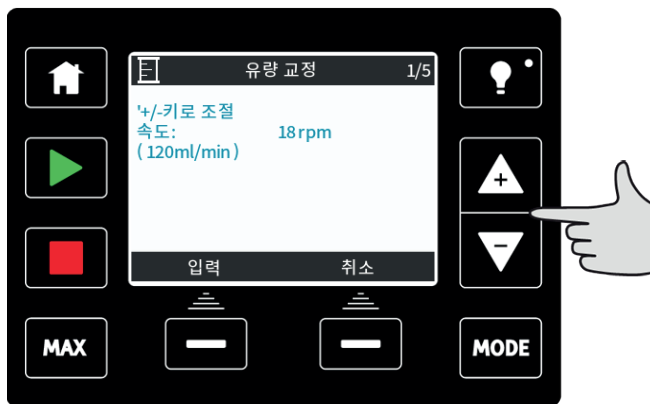 유량 교정 1/5
'+/-키로 조절
속도: 18 rpm
( 120ml/min )
+
−
입력 취소
MAX MODE